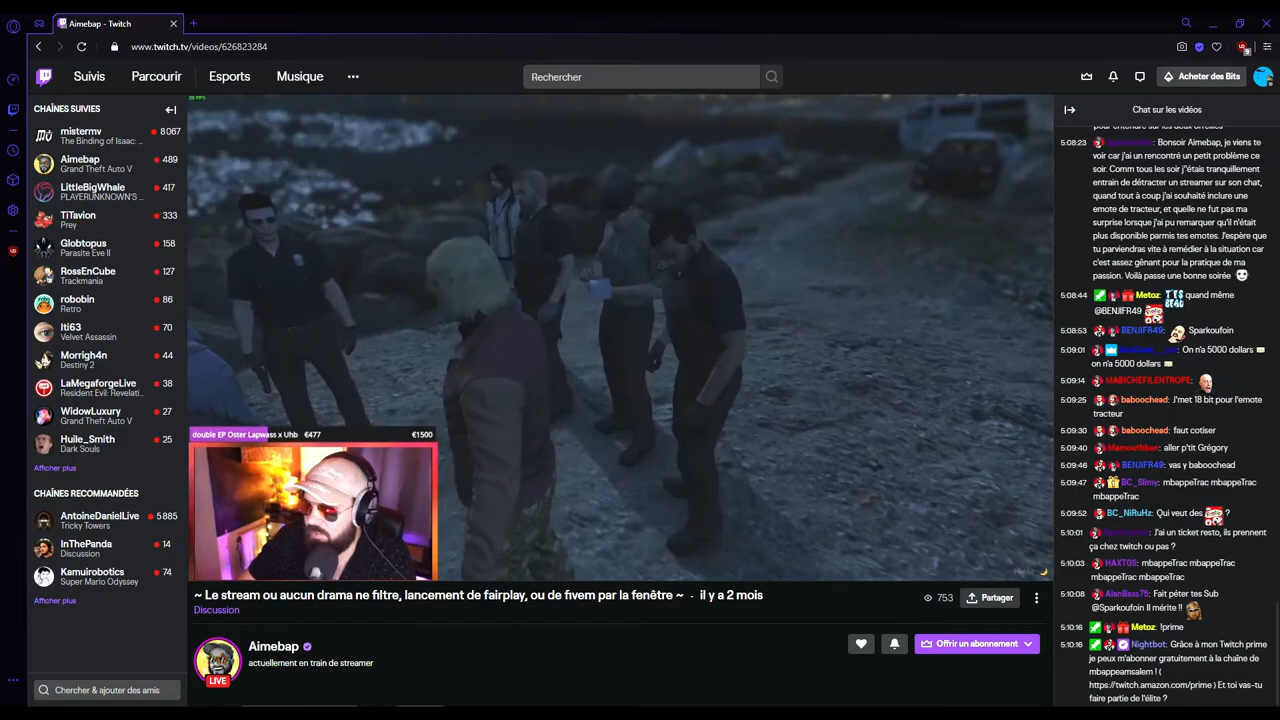 Aimebap - Twitch
www.twitch.tv/videos/626823284
Suivis
Parcourir
Esports
Musique
Rechercher
Acheter des Bits
CHAÎNES SUIVIES
mistermv
8 067
The Binding of Isaac: ...
Aimebap
489
Grand Theft Auto V
LittleBigWhale
417
PLAYERUNKNOWN'S ...
TiTavion
333
Prey
Globtopus
158
Parasite Eve II
RossEnCube
127
Trackmania
robobin
86
Retro
Iti63
70
Velvet Assassin
Morrigh4n
44
Destiny 2
LaMegaforgeLive
38
Resident Evil: Revelati...
WidowLuxury
27
Grand Theft Auto V
Huile_Smith
25
Dark Souls
Afficher plus
CHAÎNES RECOMMANDÉES
AntoineDanielLive
5 885
Tricky Towers
InThePanda
14
Discussion
Kamuirobotics
74
Super Mario Odyssey
Afficher plus
Chercher & ajouter des amis
double EP Oster Lapwass x Uhb €477
€1500
~ Le stream ou aucun drama ne filtre, lancement de fairplay, ou de fivem par la fenêtre ~ · il y a 2 mois
Discussion
753
Partager
Aimebap
actuellement en train de streamer
LIVE
Offrir un abonnement
Chat sur les vidéos
pour entendre sur les deux oreilles
5:08:23 : Bonsoir Aimebap, je viens te
voir car j'ai un rencontré un petit problème ce
soir. Comm tous les soir j"étais tranquillement
entrain de détracter un streamer sur son chat,
quand tout à coup j'ai souhaité inclure une
emote de tracteur, et quelle ne fut pas ma
surprise lorsque j'ai pu remarquer qu'il n'était
plus disponible parmis tes emotes. J'espère que
tu parviendras vite à remédier à la situation car
c'est assez gênant pour la pratique de ma
passion. Voilà passe une bonne soirée
5:08:44 Metoz: quand même
@BENJIFR49
5:08:53 BENJIFR49: Sparkoufoin
5:09:01 : On n'a 5000 dollars
on n'a 5000 dollars
5:09:14 MABICHEFILENTROPE:
5:09:25 baboochead: J'met 18 bit pour l'emote
tracteur
5:09:30 baboochead: faut cotiser
5:09:40 Mamouthben: aller p'tit Grégory
5:09:46 BENJIFR49: vas y baboochead
5:09:47 BC_Slimy: mbappeTrac mbappeTrac
mbappeTrac
5:09:52 BC_NiRuHz: Qui veut des ?
5:10:01 : J'ai un ticket resto, ils prennent
ça chez twitch ou pas ?
5:10:03 HAXT0S: mbappeTrac mbappeTrac
mbappeTrac mbappeTrac
5:10:08 AlanBass75: Fait péter tes Sub
@Sparkoufoin Il mérite !!
5:10:16 Metoz: !prime
5:10:16 Nightbot: Grâce à mon Twitch prime
je peux m'abonner gratuitement à la chaîne de
mbappeamsalem ! (
https://twitch.amazon.com/prime ) Et toi vas-tu
faire partie de l'élite ?